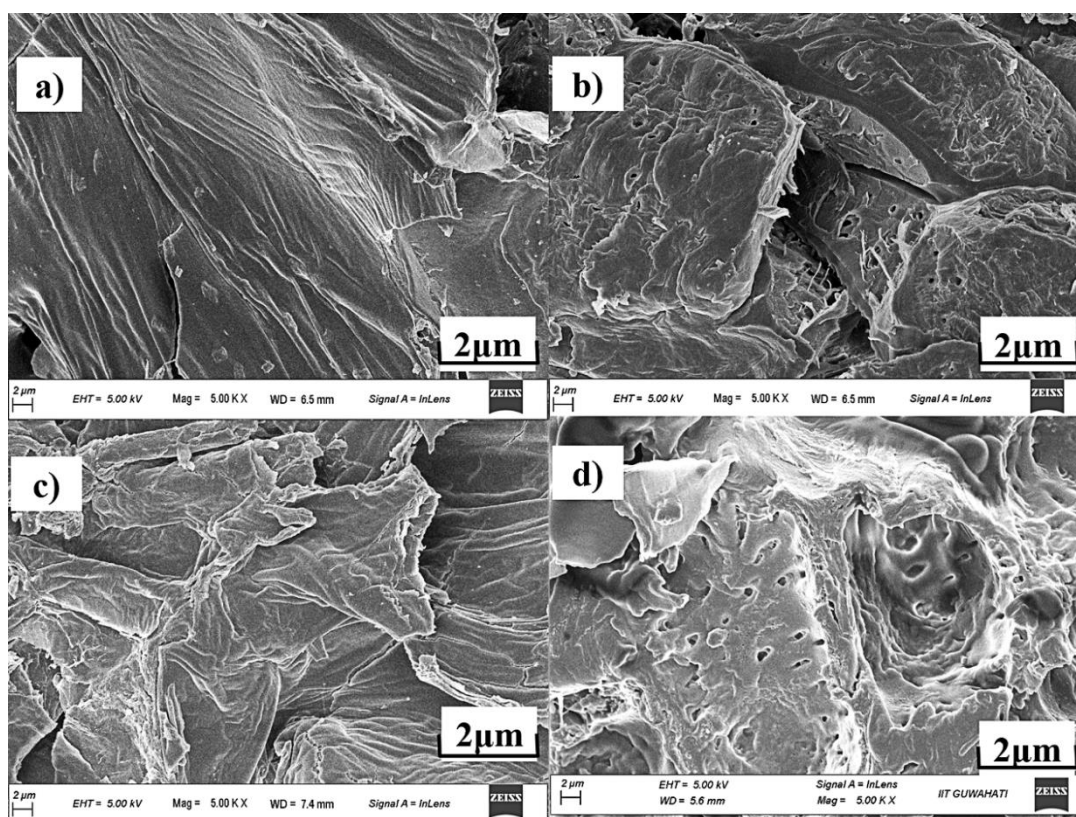 a)
2μm
2 μm EHT = 5.00 kV Mag = 5.00 K X WD = 6.5 mm Signal A = InLens ZEISS
b)
2μm
2 μm EHT = 5.00 kV Mag = 5.00 K X WD = 6.5 mm Signal A = InLens ZEISS
c)
2μm
2 μm EHT = 5.00 kV Mag = 5.00 K X WD = 7.4 mm Signal A = InLens ZEISS
d)
2μm
2 μm EHT = 5.00 kV Signal A = InLens IIT GUWAHATI ZEISS
WD = 5.6 mm Mag = 5.00 K X